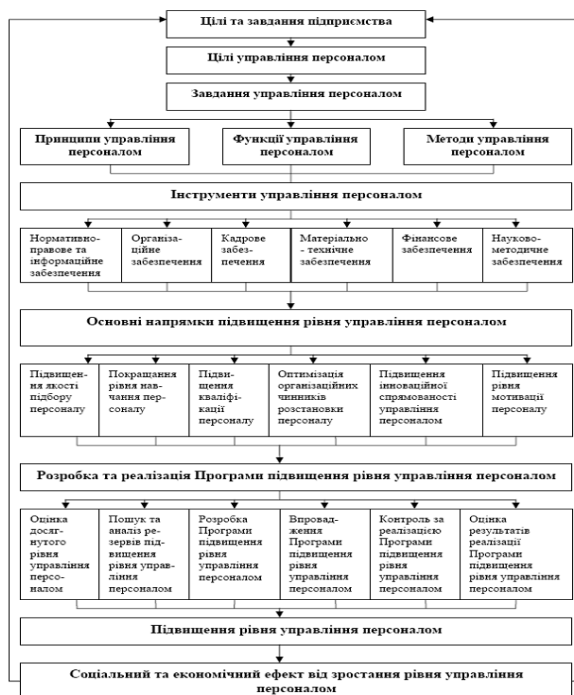 Цілі та завдання підприємства
Цілі управління персоналом
Завдання управління персоналом
Принципи управління
персоналом
Функції управління
персоналом
Методи управління
персоналом
Інструменти управління персоналом
Нормативно-
правове та
інформаційне
забезпечення
Організа-
ційне
забезпечення
Кадрове
забез-
печення
Матеріально
- технічне
забезпечення
Фінансове
забезпечення
Науково-
методичне
забезпечення
Основні напрямки підвищення рівня управління персоналом
Підвищен-
ня якості
підбору
персоналу
Покращання
рівня нав-
чання пер-
соналу
Підви-
щення
кваліфі-
кації
персоналу
Оптимізація
організаційних
чинників
розстановки
персоналу
Підвищення
інноваційної
спрямованості
управління
персоналом
Підвищення
рівня
мотивації
персоналу
Розробка та реалізація Програми підвищення рівня управління персоналом
Оцінка
досяг-
нутого
рівня
управління
персо-
налом
Пошук та
аналіз ре-
зервів під-
вищення
рівня управ-
ління
персоналом
Розробка
Програми
підвищення
рівня
управління
персоналом
Впровад-
ження
Програми
підвищення
рівня
управління
персоналом
Контроль за
реалізацією
Програми
підвищення
рівня
управління
персоналом
Оцінка
результатів
реалізації
Програми
підвищення
рівня управління
персоналом
Підвищення рівня управління персоналом
Соціальний та економічний ефект від зростання рівня управління
персоналом